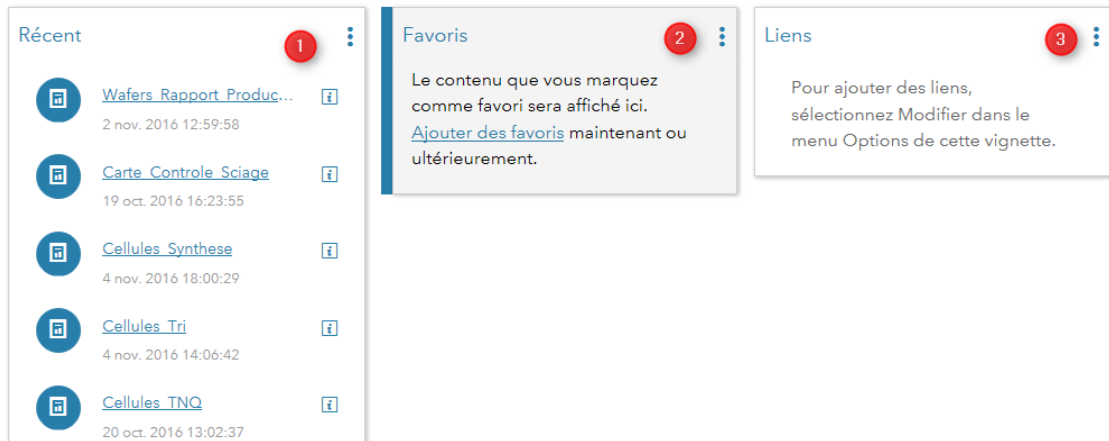 Récent
1
Wafers_Rapport_Produc...
2 nov. 2016 12:59:58
Carte_Controle_Sciage
19 oct. 2016 16:23:55
Cellules_Synthese
4 nov. 2016 18:00:29
Cellules_Tri
4 nov. 2016 14:06:42
Cellules_TNQ
20 oct. 2016 13:02:37
Favoris
2
Le contenu que vous marquez
comme favori sera affiché ici.
Ajouter des favoris maintenant ou
ultérieurement.
Liens
3
Pour ajouter des liens,
sélectionnez Modifier dans le
menu Options de cette vignette.